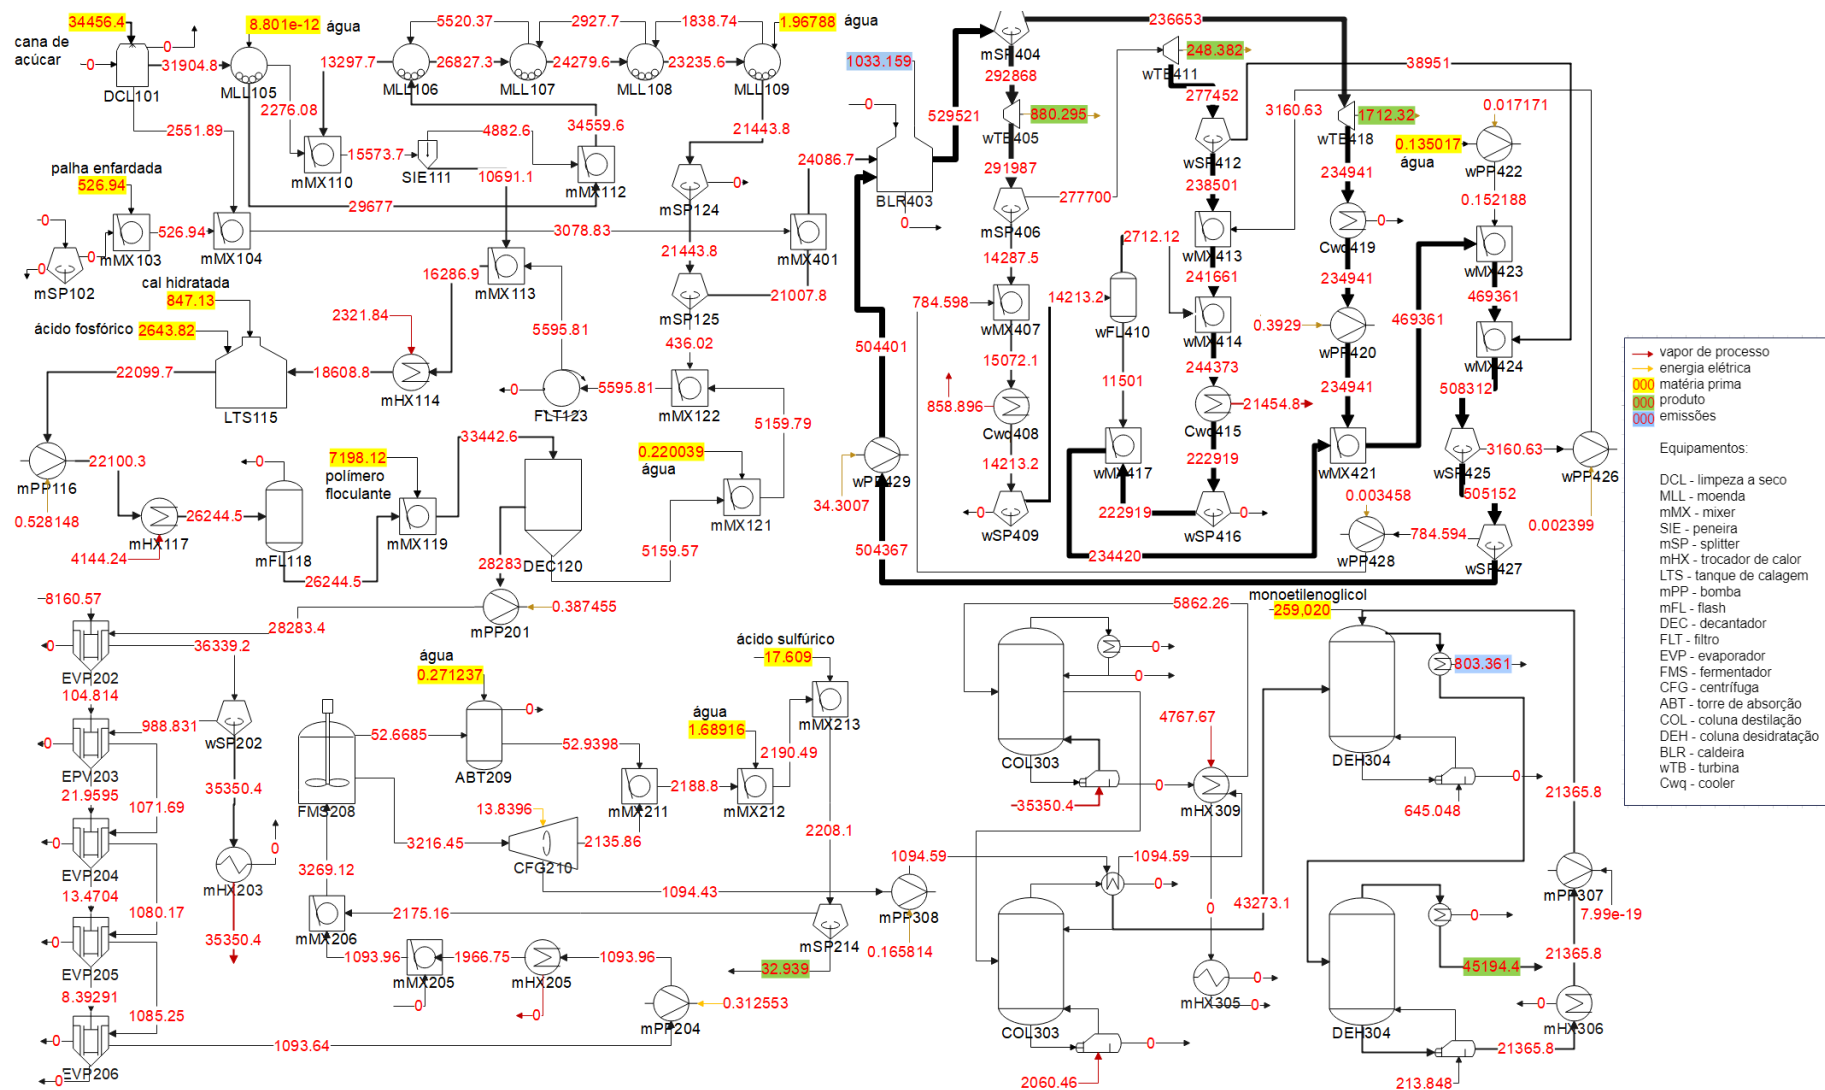 34456.4
cana de
açúcar
0
0
31904.8
DCL101
2551.89
8.801e-12
água
MLL105
2276.08
29677
13297.7
5520.37
2927.7
1838.74
1.96788
água
26827.3
24279.6
23235.6
MLL106
MLL107
MLL108
MLL109
34559.6
15573.7
4882.6
mMX110
SIE111
10691.1
mMX112
21443.8
mSP124
0
21443.8
mSP125
21007.8
436.02
24086.7
palha enfardada
526.94
0
0
0
mMX103
526.94
mMX104
3078.83
mMX401
mSP102
cal hidratada
847.13
ácido fosfórico
2643.82
16286.9
mMX113
2321.84
5595.81
22099.7
18608.8
mHX114
LTS115
0
FLT123
5595.81
mMX122
5159.79
mPP116
22100.3
0.528148
26244.5
mHX117
4144.24
0
mFL118
26244.5
7198.12
polímero
floculante
mMX119
33442.6
DEC120
28283
5159.57
0.220039
água
mMX121
mPP201
0.387455
28283.4
8160.57
0
EVP202
36339.2
104.814
988.831
wSP202
0
EPV203
21.9595
1071.69
35350.4
0
EVP204
13.4704
1080.17
mHX203
0
35350.4
0
EVP205
8.39291
1085.25
0
EVP206
1093.64
água
0.271237
52.6685
0
ABT209
52.9398
FMS208
3216.45
3269.12
13.8396
CFG210
2135.86
1094.43
mMX211
2188.8
água
1.68916
mMX212
2190.49
ácido sulfúrico
17.609
mMX213
2208.1
mSP214
2175.16
32.939
mMX206
1093.96
mMX205
0
1966.75
mHX205
0
1093.96
mPP204
0.312553
1094.59
mPP308
0.165814
1033.159
0
BLR403
0
529521
504401
mSP404
236653
292868
wTB405
880.295
291987
mSP406
277700
14287.5
784.598
wMX407
15072.1
858.896
Cwq408
14213.2
0
wSP409
14213.2
wFL410
2712.12
11501
wMX417
wTB411
248.382
277452
wSP412
38951
238501
wMX413
3160.63
241661
wMX414
244373
Cwq415
21454.8
222919
222919
wSP416
0
234420
wTB418
1712.32
234941
Cwq419
0
234941
0.3929
wPP420
234941
wMX421
469361
0.017171
0.135017
água
wPP422
0.152188
wMX423
469361
wMX424
508312
wSP425
3160.63
wPP426
0.002399
505152
wSP427
784.594
wPP428
0.003458
504367
wPP429
34.3007
5862.26
0
0
COL303
0
-35350.4
4767.67
mHX309
1094.59
0
43273.1
0
mHX305
0
0
COL303
0
2060.46
monoetilenoglicol
259,020
803.361
DEH304
0
645.048
21365.8
mPP307
7.99e-19
21365.8
0
mHX306
0
45194.4
DEH304
21365.8
213.848
vapor de processo
energia elétrica
000 matéria prima
000 produto
000 emissões
Equipamentos:
DCL - limpeza a seco
MLL - moenda
mMX - mixer
SIE - peneira
mSP - splitter
mHX - trocador de calor
LTS - tanque de calagem
mPP - bomba
mFL - flash
DEC - decantador
FLT - filtro
EVP - evaporador
FMS - fermentador
CFG - centrífuga
ABT - torre de absorção
COL - coluna destilação
DEH - coluna desidratação
BLR - caldeira
wTB - turbina
Cwq - cooler